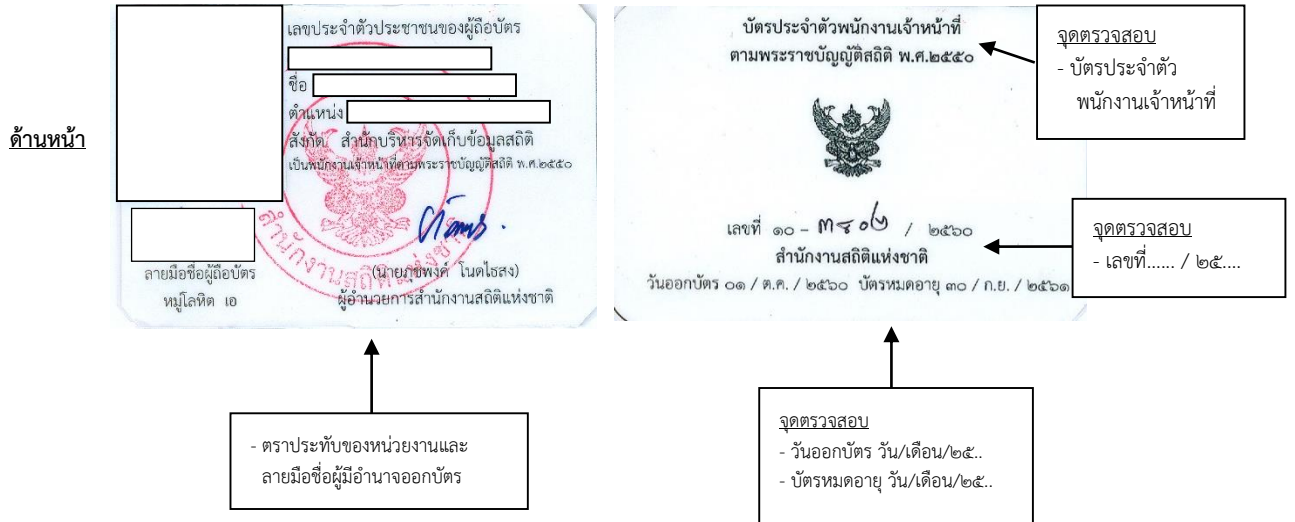 ด้านหน้า
เลขประจำตัวประชาชนของผู้ถือบัตร
ชื่อ
ตำแหน่ง
สังกัด สำนักบริหารจัดเก็บข้อมูลสถิติ
เป็นพนักงานเจ้าหน้าที่ตามพระราชบัญญัติสถิติ พ.ศ.๒๕๕๐
สำนักงานสถิติแห่งชาติ
ลายมือชื่อผู้ถือบัตร
หมู่โลหิต เอ
(นายภุชพงค์ โนดไธสง)
ผู้อำนวยการสำนักงานสถิติแห่งชาติ
- ตราประทับของหน่วยงานและ
ลายมือชื่อผู้มีอำนาจออกบัตร
บัตรประจำตัวพนักงานเจ้าหน้าที่
ตามพระราชบัญญัติสถิติ พ.ศ.๒๕๕๐
เลขที่ ๑๐ - ๓๘๐๒ / ๒๕๖๐
สำนักงานสถิติแห่งชาติ
วันออกบัตร ๐๑ / ต.ค. / ๒๕๖๐ บัตรหมดอายุ ๓๐ / ก.ย. / ๒๕๖๑
จุดตรวจสอบ
- บัตรประจำตัว
พนักงานเจ้าหน้าที่
จุดตรวจสอบ
- เลขที่...... / ๒๕....
จุดตรวจสอบ
- วันออกบัตร วัน/เดือน/๒๕..
- บัตรหมดอายุ วัน/เดือน/๒๕..